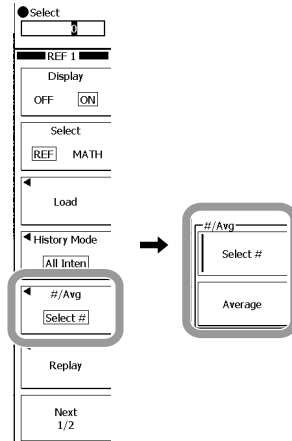 Select
0
REF 1
Display
OFF ON
Select
REF MATH
Load
History Mode
All Inten
#/Avg
Select #
Replay
Next
1/2
#/Avg
Select #
Average